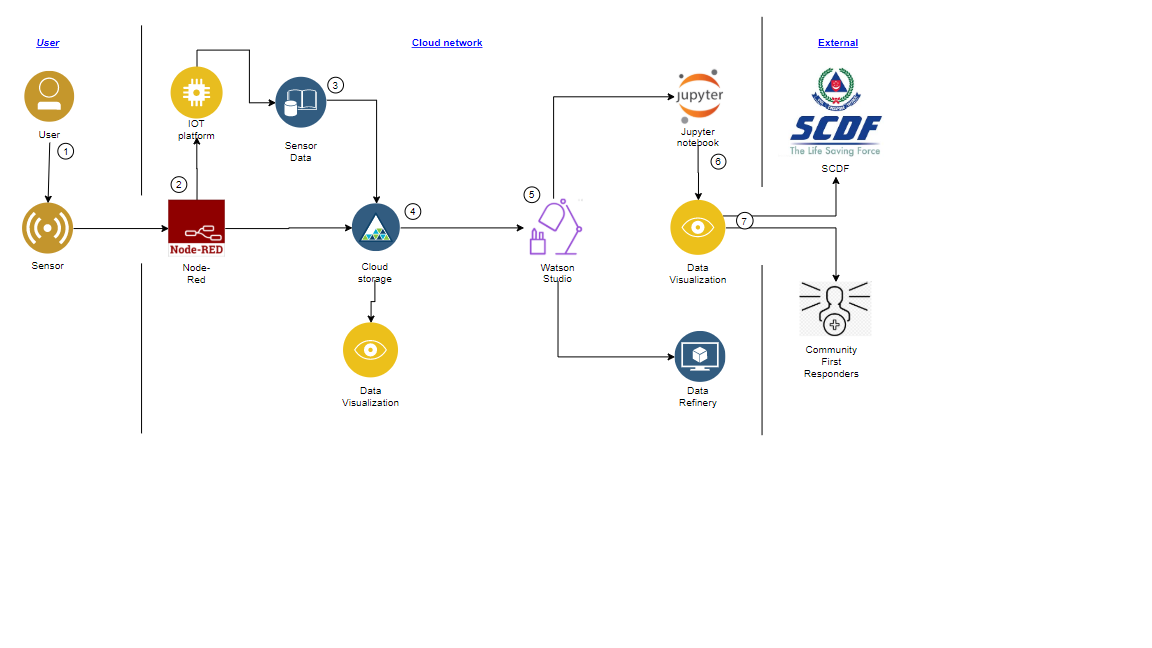 User
Cloud network
External
User
1
IOT
platform
2
3
Sensor
Data
jupyter
Jupyter
notebook
6
SCDF
The Life Saving Force
SCDF
Sensor
Node-RED
Node-
Red
4
Cloud
storage
5
Watson
Studio
7
Data
Visualization
Data
Visualization
Data
Refinery
Community
First
Responders